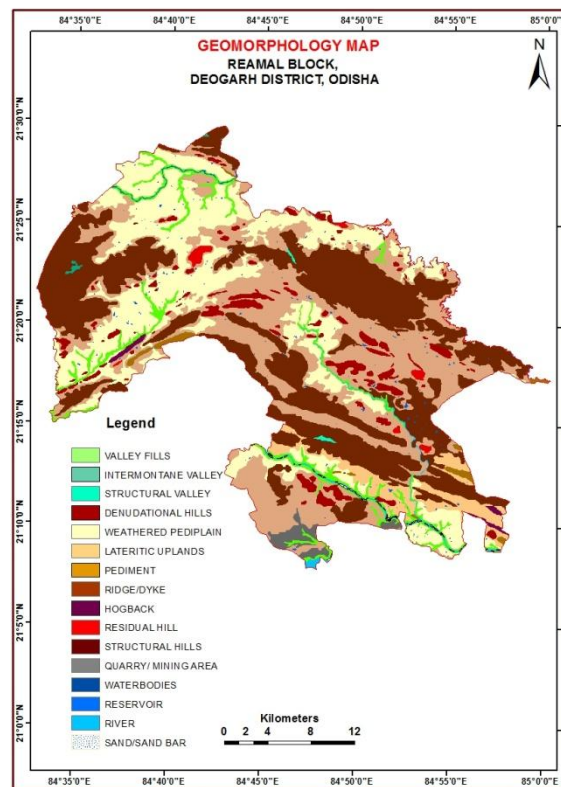 84°35'0"E 84°40'0"E 84°45'0"E 84°50'0"E 84°55'0"E 85°0'0"E
GEOMORPHOLOGY MAP
REAMAL BLOCK,
DEOGARH DISTRICT, ODISHA
N
21°30'0"N
21°25'0"N
21°20'0"N
21°15'0"N
21°10'0"N
21°5'0"N
21°0'0"N
Legend
VALLEY FILLS
INTERMONTANE VALLEY
STRUCTURAL VALLEY
DENUDATIONAL HILLS
WEATHERED PEDIPLAIN
LATERITIC UPLANDS
PEDIMENT
RIDGE/DYKE
HOGBACK
RESIDUAL HILL
STRUCTURAL HILLS
QUARRY/ MINING AREA
WATERBODIES
RESERVOIR
RIVER
SAND/SAND BAR
Kilometers
0 2 4 8 12
84°35'0"E 84°40'0"E 84°45'0"E 84°50'0"E 84°55'0"E 85°0'0"E